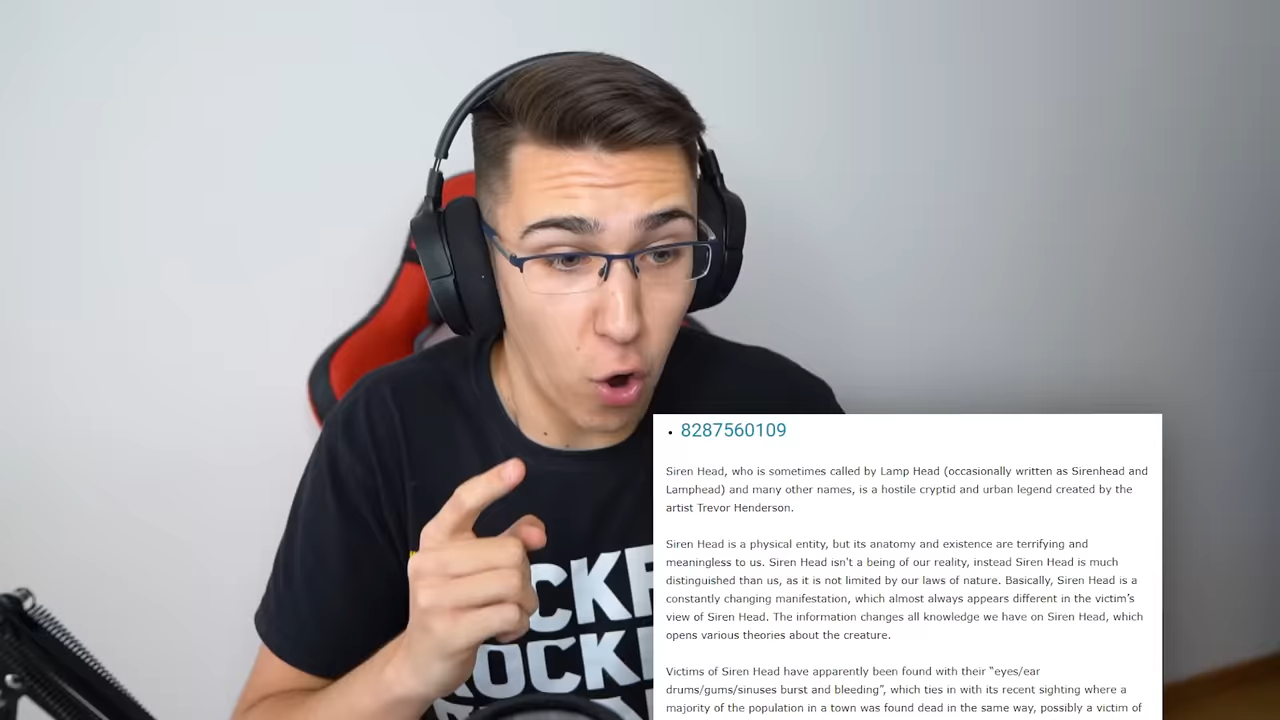 • 8287560109
Siren Head, who is sometimes called by Lamp Head (occasionally written as Sirenhead and
Lamphead) and many other names, is a hostile cryptid and urban legend created by the
artist Trevor Henderson.
Siren Head is a physical entity, but its anatomy and existence are terrifying and
meaningless to us. Siren Head isn't a being of our reality, instead Siren Head is much
distinguished than us, as it is not limited by our laws of nature. Basically, Siren Head is a
constantly changing manifestation, which almost always appears different in the victim's
view of Siren Head. The information changes all knowledge we have on Siren Head, which
opens various theories about the creature.
Victims of Siren Head have apparently been found with their "eyes/ear
drums/gums/sinuses burst and bleeding", which ties in with its recent sighting where a
majority of the population in a town was found dead in the same way, possibly a victim of